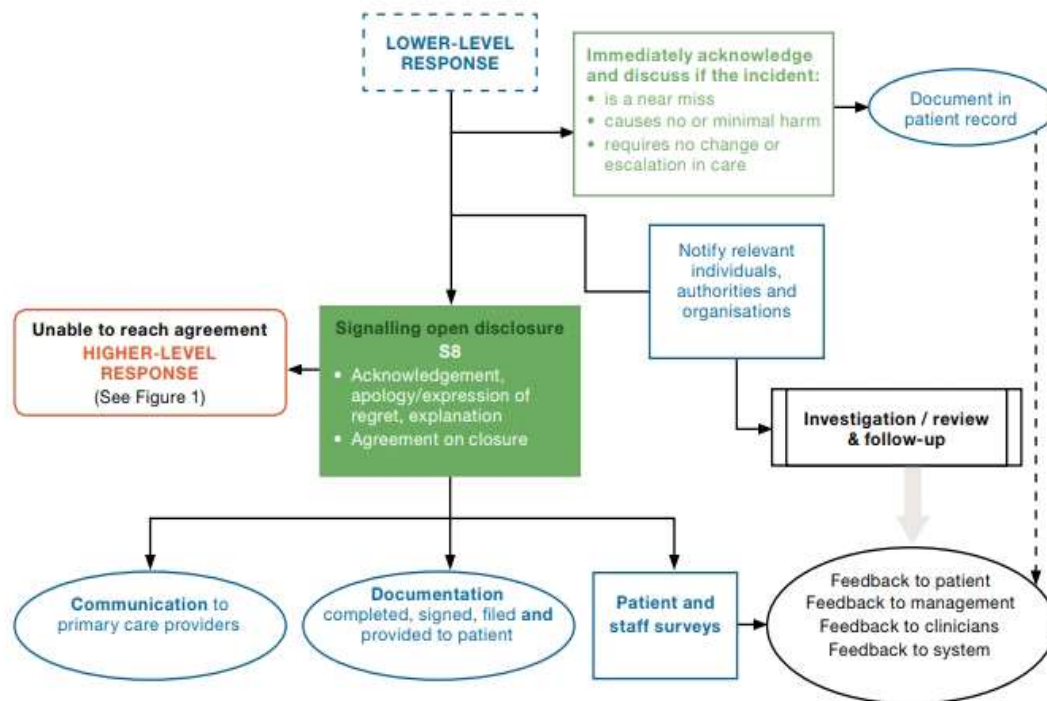 LOWER-LEVEL
RESPONSE
Immediately acknowledge
and discuss if the incident:
• is a near miss
• causes no or minimal harm
• requires no change or
escalation in care
Document in
patient record
Notify relevant
individuals,
authorities and
organisations
Unable to reach agreement
HIGHER-LEVEL
RESPONSE
(See Figure 1)
Signalling open disclosure
S8
• Acknowledgement,
apology/expression of
regret, explanation
• Agreement on closure
Investigation / review
& follow-up
Communication to
primary care providers
Documentation
completed, signed, filed and
provided to patient
Patient and
staff surveys
Feedback to patient
Feedback to management
Feedback to clinicians
Feedback to system